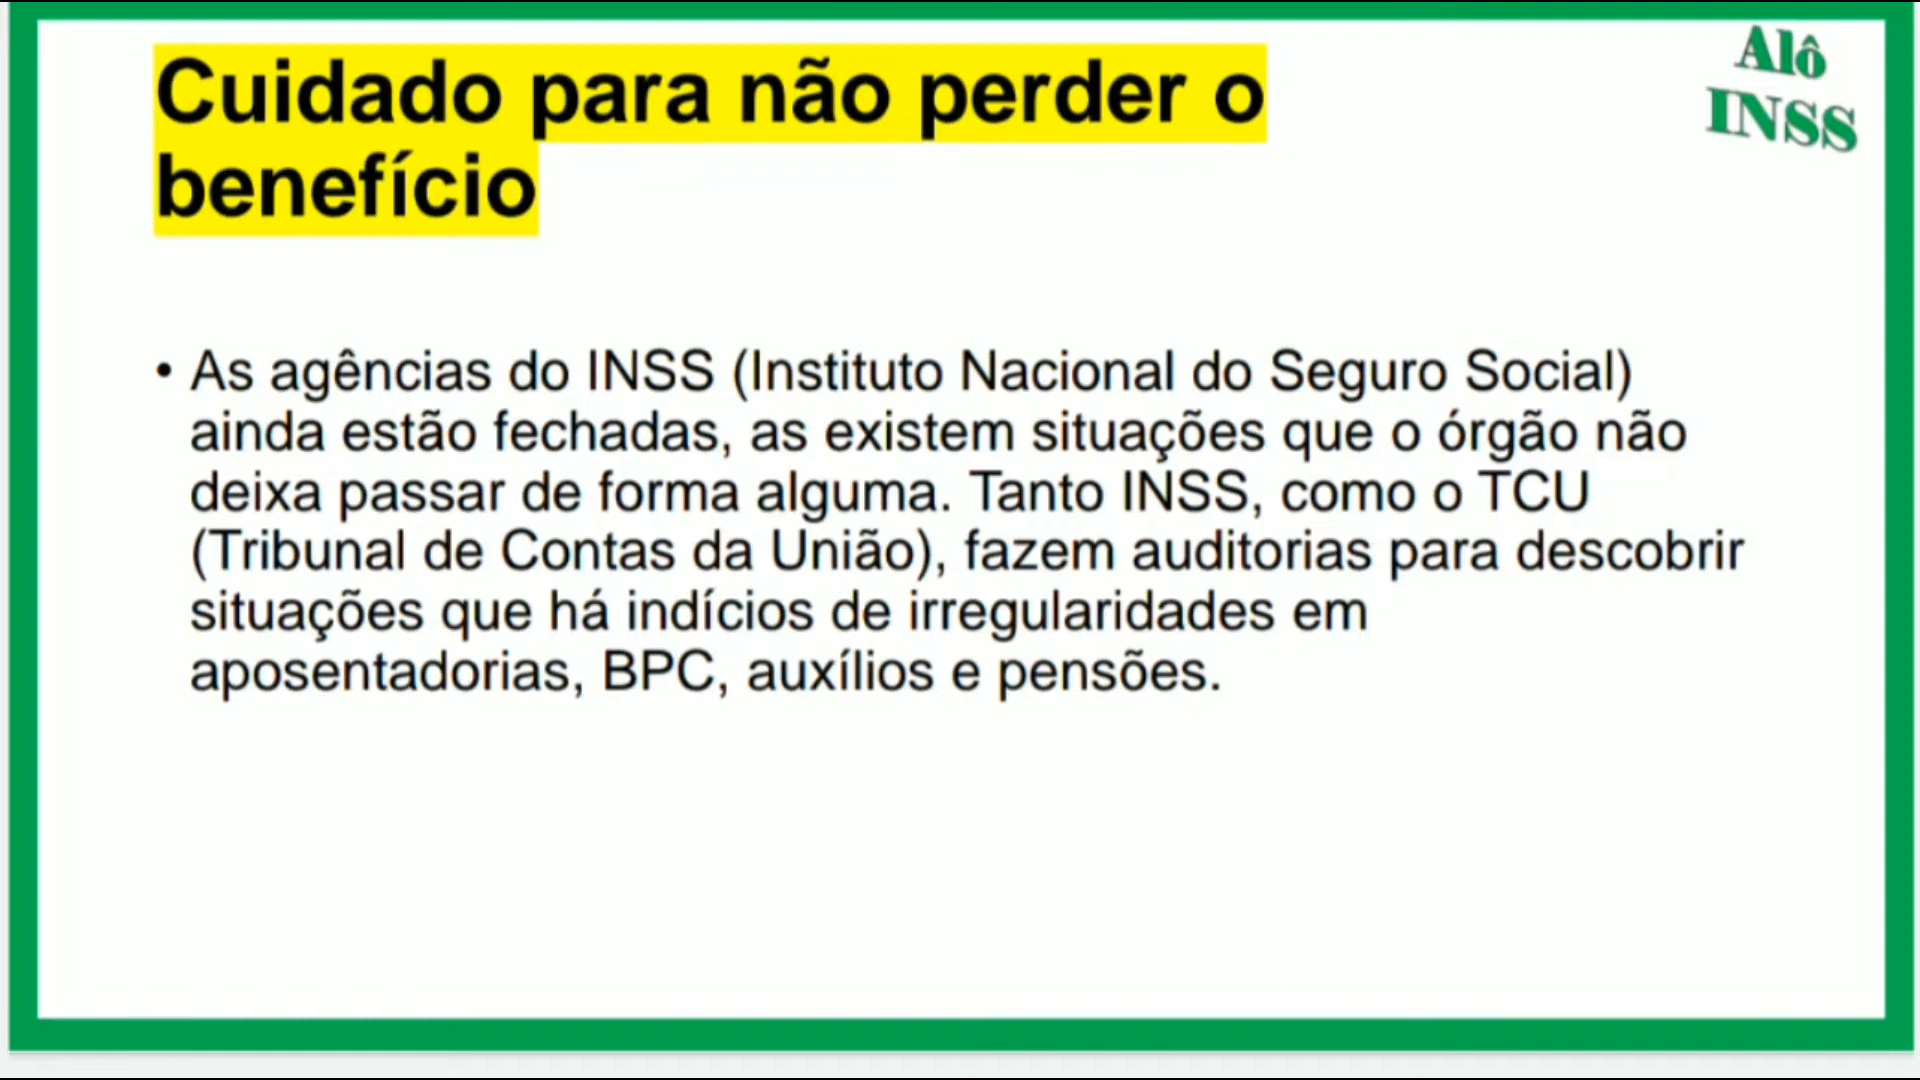 Cuidado para não perder o
benefício
Alô
INSS
• As agências do INSS (Instituto Nacional do Seguro Social)
ainda estão fechadas, as existem situações que o órgão não
deixa passar de forma alguma. Tanto INSS, como o TCU
(Tribunal de Contas da União), fazem auditorias para descobrir
situações que há indícios de irregularidades em
aposentadorias, BPC, auxílios e pensões.